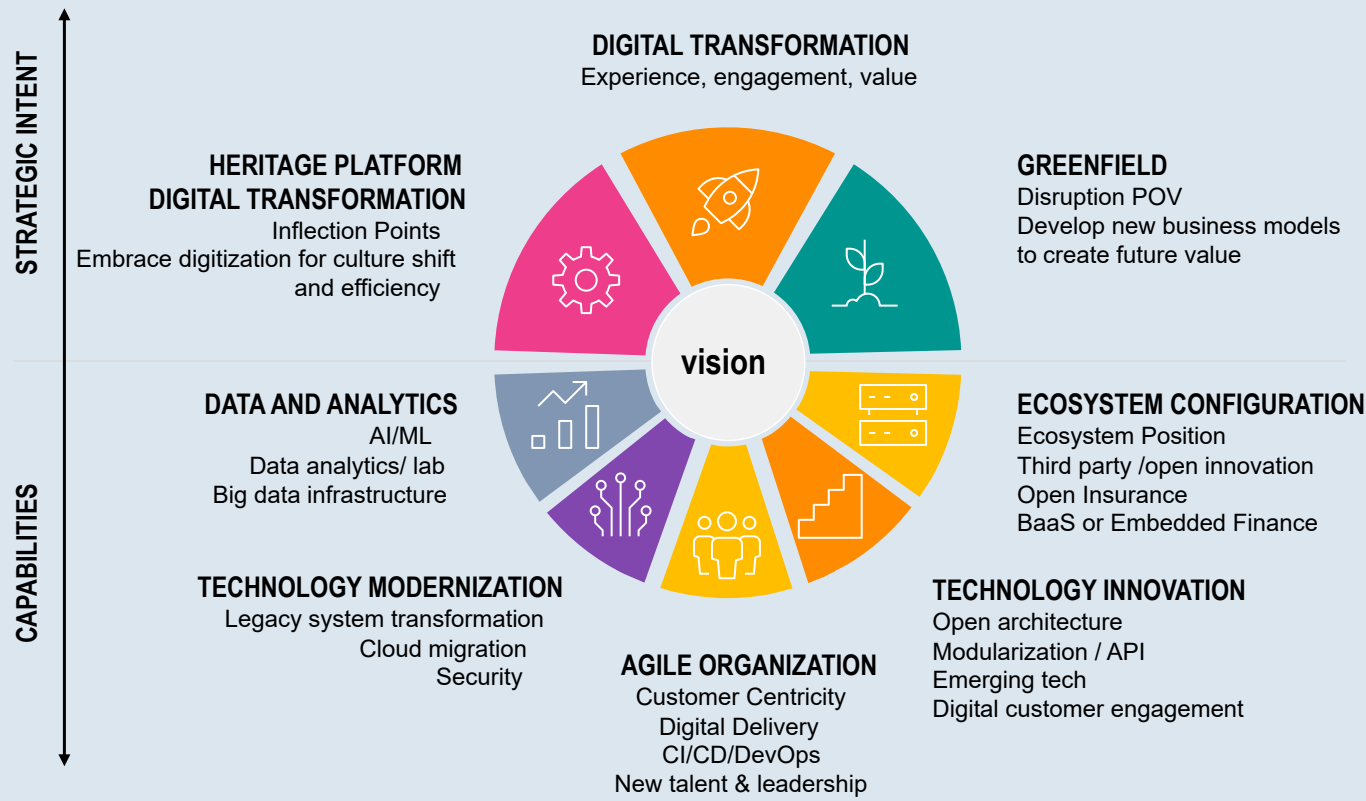 STRATEGIC INTENT
DIGITAL TRANSFORMATION
Experience, engagement, value
HERITAGE PLATFORM
DIGITAL TRANSFORMATION
Inflection Points
Embrace digitization for culture shift
and efficiency
GREENFIELD
Disruption POV
Develop new business models
to create future value
vision
CAPABILITIES
DATA AND ANALYTICS
AI/ML
Data analytics/ lab
Big data infrastructure
ECOSYSTEM CONFIGURATION
Ecosystem Position
Third party /open innovation
Open Insurance
BaaS or Embedded Finance
TECHNOLOGY MODERNIZATION
Legacy system transformation
Cloud migration
Security
AGILE ORGANIZATION
Customer Centricity
Digital Delivery
CI/CD/DevOps
New talent & leadership
TECHNOLOGY INNOVATION
Open architecture
Modularization / API
Emerging tech
Digital customer engagement